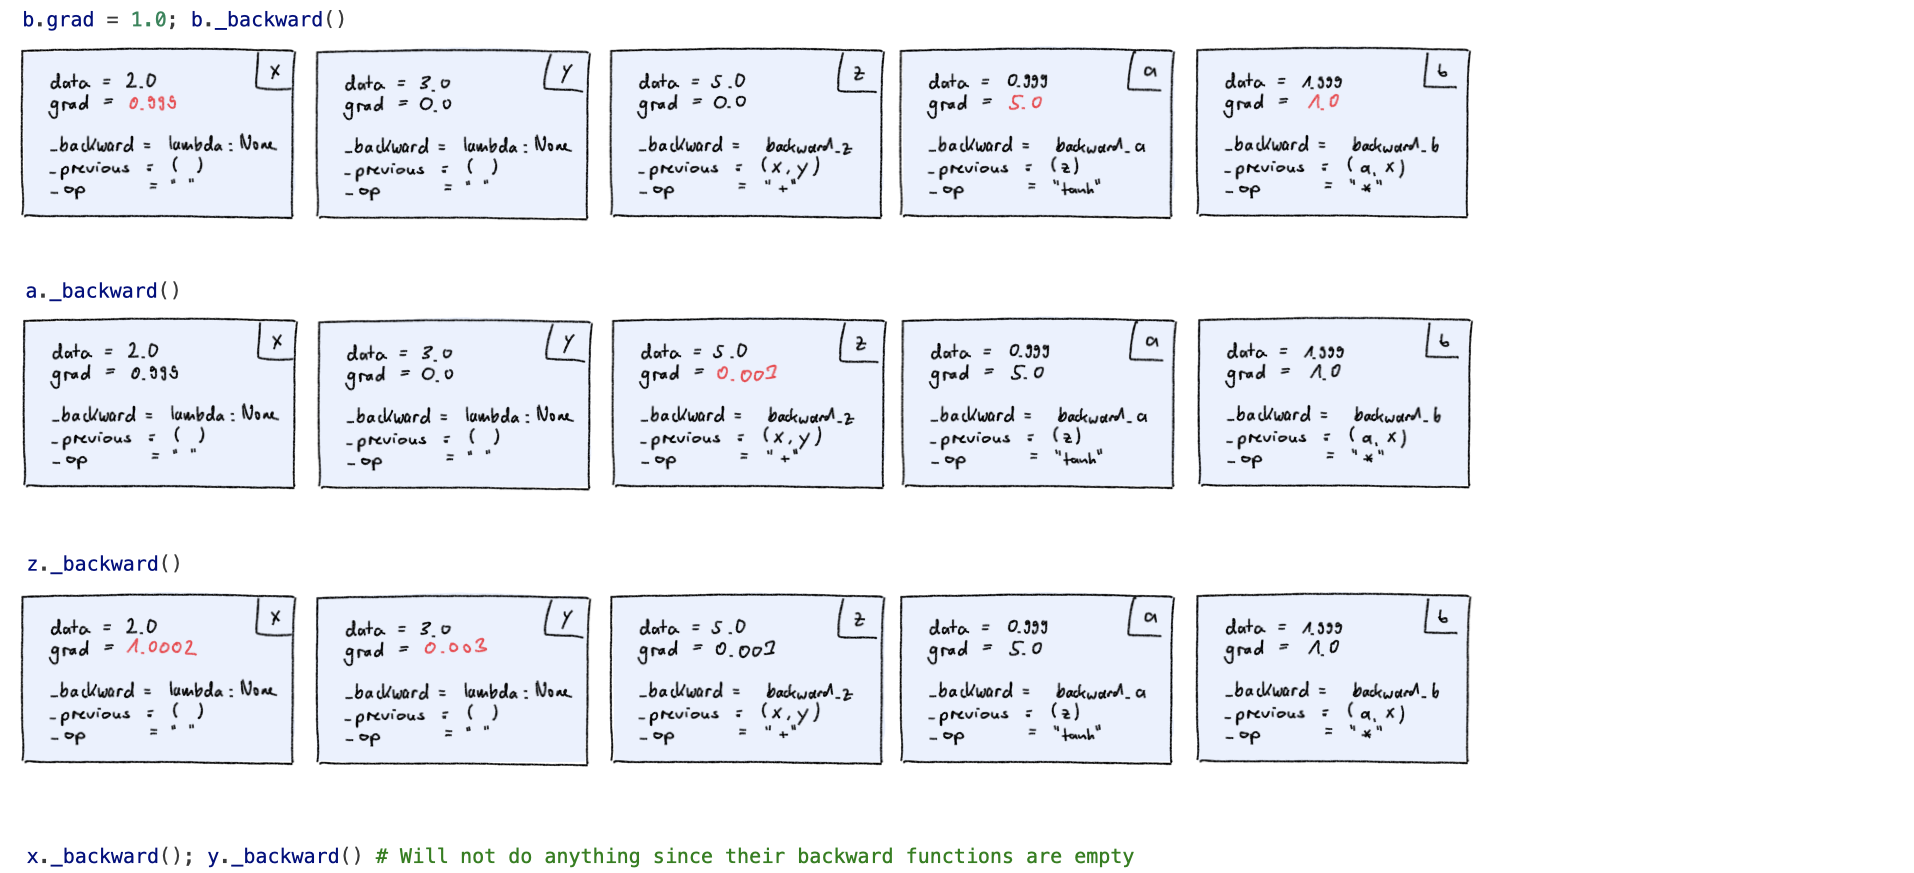 b.grad = 1.0; b._backward()
x
data = 2.0
grad = 0.999
_backward = lambda: None
_previous = ( )
_op = " "
y
data = 3.0
grad = 0.0
_backward = lambda: None
_previous = ( )
_op = " "
z
data = 5.0
grad = 0.0
_backward = backward_z
_previous = (x, y)
_op = "+"
a
data = 0.999
grad = 5.0
_backward = backward_a
_previous = (z)
_op = "tanh"
b
data = 1.999
grad = 1.0
_backward = backward_b
_previous = (a, x)
_op = "*"
a._backward()
x
data = 2.0
grad = 0.999
_backward = lambda: None
_previous = ( )
_op = " "
y
data = 3.0
grad = 0.0
_backward = lambda: None
_previous = ( )
_op = " "
z
data = 5.0
grad = 0.001
_backward = backward_z
_previous = (x, y)
_op = "+"
a
data = 0.999
grad = 5.0
_backward = backward_a
_previous = (z)
_op = "tanh"
b
data = 1.999
grad = 1.0
_backward = backward_b
_previous = (a, x)
_op = "*"
z._backward()
x
data = 2.0
grad = 1.0002
_backward = lambda: None
_previous = ( )
_op = " "
y
data = 3.0
grad = 0.003
_backward = lambda: None
_previous = ( )
_op = " "
z
data = 5.0
grad = 0.001
_backward = backward_z
_previous = (x, y)
_op = "+"
a
data = 0.999
grad = 5.0
_backward = backward_a
_previous = (z)
_op = "tanh"
b
data = 1.999
grad = 1.0
_backward = backward_b
_previous = (a, x)
_op = "*"
x._backward(); y._backward() # Will not do anything since their backward functions are empty